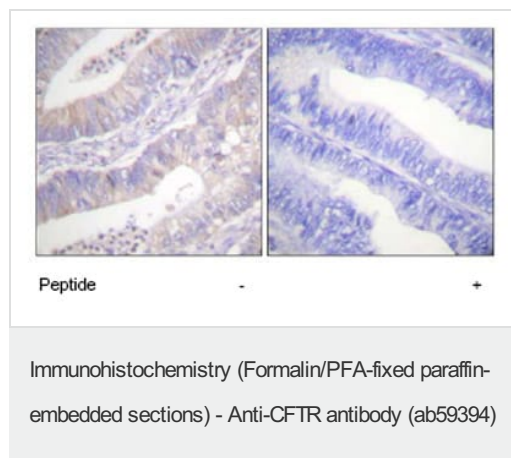 Peptide - +
Immunohistochemistry (Formalin/PFA-fixed paraffin-
embedded sections) - Anti-CFTR antibody (ab59394)